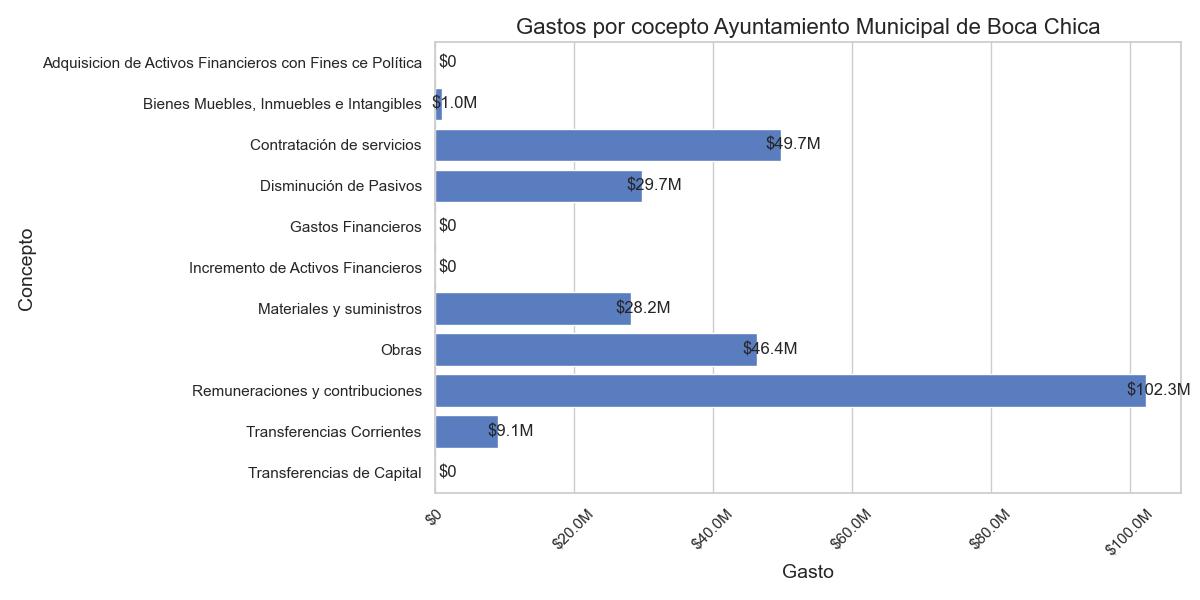 Gastos por cocepto Ayuntamiento Municipal de Boca Chica
Concepto
Adquisicion de Activos Financieros con Fines ce Política $0
Bienes Muebles, Inmuebles e Intangibles $1.0M
Contratación de servicios $49.7M
Disminución de Pasivos $29.7M
Gastos Financieros $0
Incremento de Activos Financieros $0
Materiales y suministros $28.2M
Obras $46.4M
Remuneraciones y contribuciones $102.3M
Transferencias Corrientes $9.1M
Transferencias de Capital $0
$0 $20.0M $40.0M $60.0M $80.0M $100.0M
Gasto